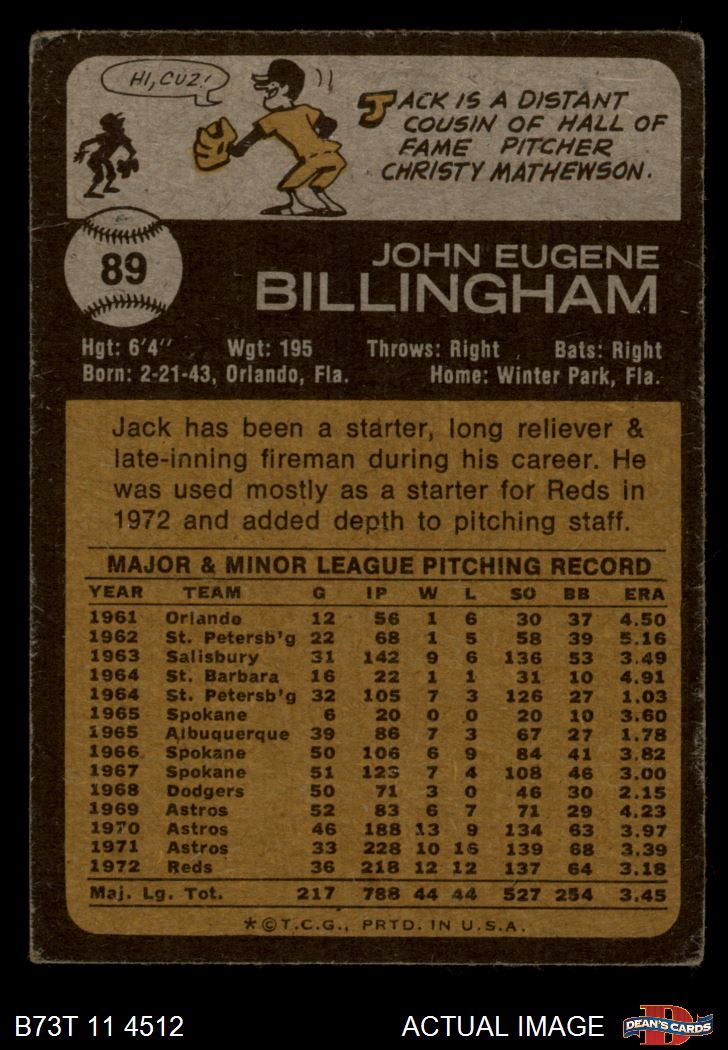 HI, CUZ!
JACK IS A DISTANT
COUSIN OF HALL OF
FAME PITCHER
CHRISTY MATHEWSON.
89
JOHN EUGENE
BILLINGHAM
Hgt: 6'4" Wgt: 195 Throws: Right Bats: Right
Born: 2-21-43, Orlando, Fla. Home: Winter Park, Fla.
Jack has been a starter, long reliever &
late-inning fireman during his career. He
was used mostly as a starter for Reds in
1972 and added depth to pitching staff.
MAJOR & MINOR LEAGUE PITCHING RECORD
YEAR TEAM G IP W L SO BB ERA
1961 Orlando 12 56 1 6 30 37 4.50
1962 St. Petersb'g 22 68 1 5 58 39 5.16
1963 Salisbury 31 142 9 6 136 53 3.49
1964 St. Barbara 16 22 1 1 31 10 4.91
1964 St. Petersb'g 32 105 7 3 126 27 1.03
1965 Spokane 6 20 0 0 20 10 3.60
1965 Albuquerque 39 86 7 3 67 27 1.78
1966 Spokane 50 106 6 9 84 41 3.82
1967 Spokane 51 123 7 4 108 46 3.00
1968 Dodgers 50 71 3 0 46 30 2.15
1969 Astros 52 83 6 7 71 29 4.23
1970 Astros 46 188 13 9 134 63 3.97
1971 Astros 33 228 10 16 139 68 3.39
1972 Reds 36 218 12 12 137 64 3.18
Maj. Lg. Tot. 217 788 44 44 527 254 3.45
*©T.C.G., PRTD. IN U.S.A.
B73T 11 4512 ACTUAL IMAGE
DEAN'S CARDS